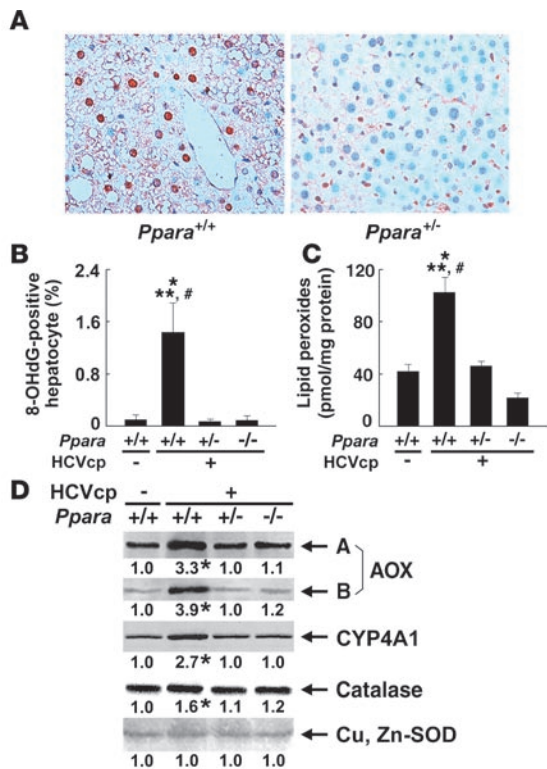 A
Ppara+/+ Ppara+/-
B
8-OHdG-positive
hepatocyte (%)
2.4
1.6
0.8
0
*
**, #
Ppara +/+ +/+ +/- -/-
HCVcp - +
C
Lipid peroxides
(pmol/mg protein)
120
80
40
0
*
**, #
Ppara +/+ +/+ +/- -/-
HCVcp - +
D
HCVcp - +
Ppara +/+ +/+ +/- -/-
A
1.0 3.3* 1.0 1.1
AOX
B
1.0 3.9* 1.0 1.2
CYP4A1
1.0 2.7* 1.0 1.0
Catalase
1.0 1.6* 1.1 1.2
Cu, Zn-SOD
1.0 1.0 1.0 1.0